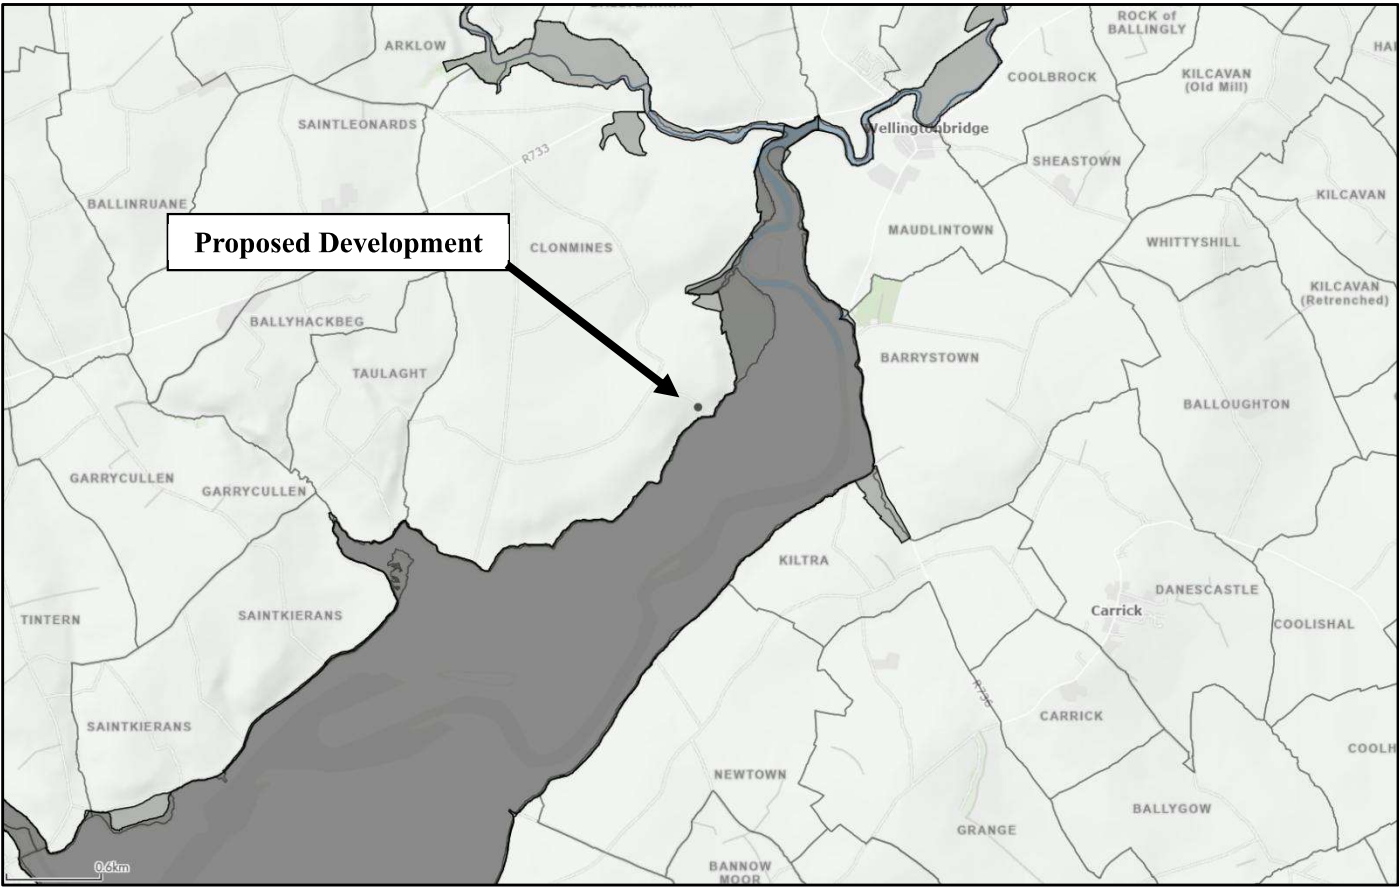 ROCK of
BALLINGLY
ARKLOW
COOLBROCK
KILCAVAN
(Old Mill)
SAINTLEONARDS
Wellingtonbridge
R733
SHEASTOWN
BALLINRUANE
KILCAVAN
Proposed Development
CLONMINES
MAUDLINTOWN
WHITTYSHILL
KILCAVAN
(Retrenched)
BALLYHACKBEG
TAULAGHT
BARRYSTOWN
BALLOUGHTON
GARRYCULLEN
GARRYCULLEN
KILTRA
DANESCASTLE
Carrick
TINTERN
SAINTKIERANS
COOLISHAL
R736
CARRICK
SAINTKIERANS
COOLH
NEWTOWN
BALLYGOW
GRANGE
0.6km
BANNOW
MOOR